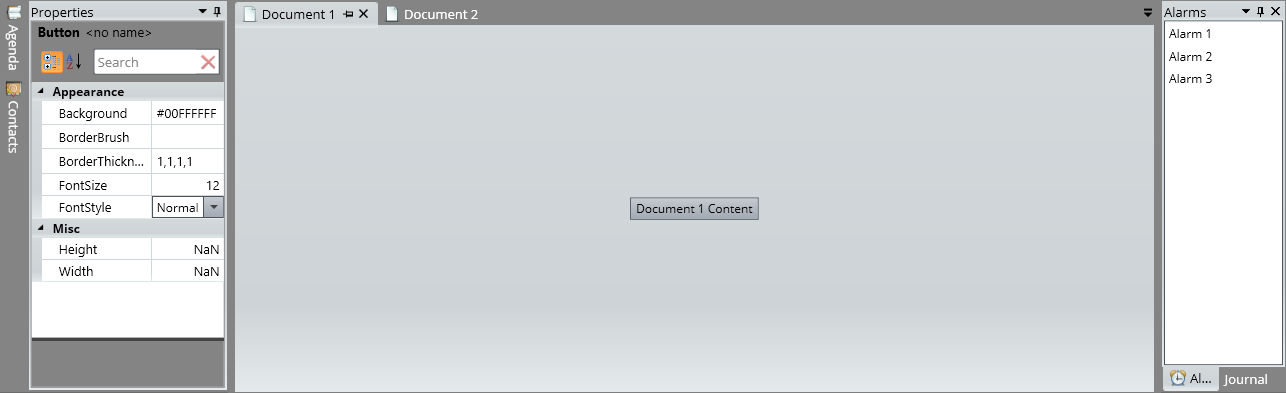 Agenda
Contacts
Properties
Button <no name>
Search
Appearance
Background #00FFFFFF
BorderBrush
BorderThickn... 1,1,1,1
FontSize 12
FontStyle Normal
Misc
Height NaN
Width NaN
Document 1
Document 2
Document 1 Content
Alarms
Alarm 1
Alarm 2
Alarm 3
Al...
Journal